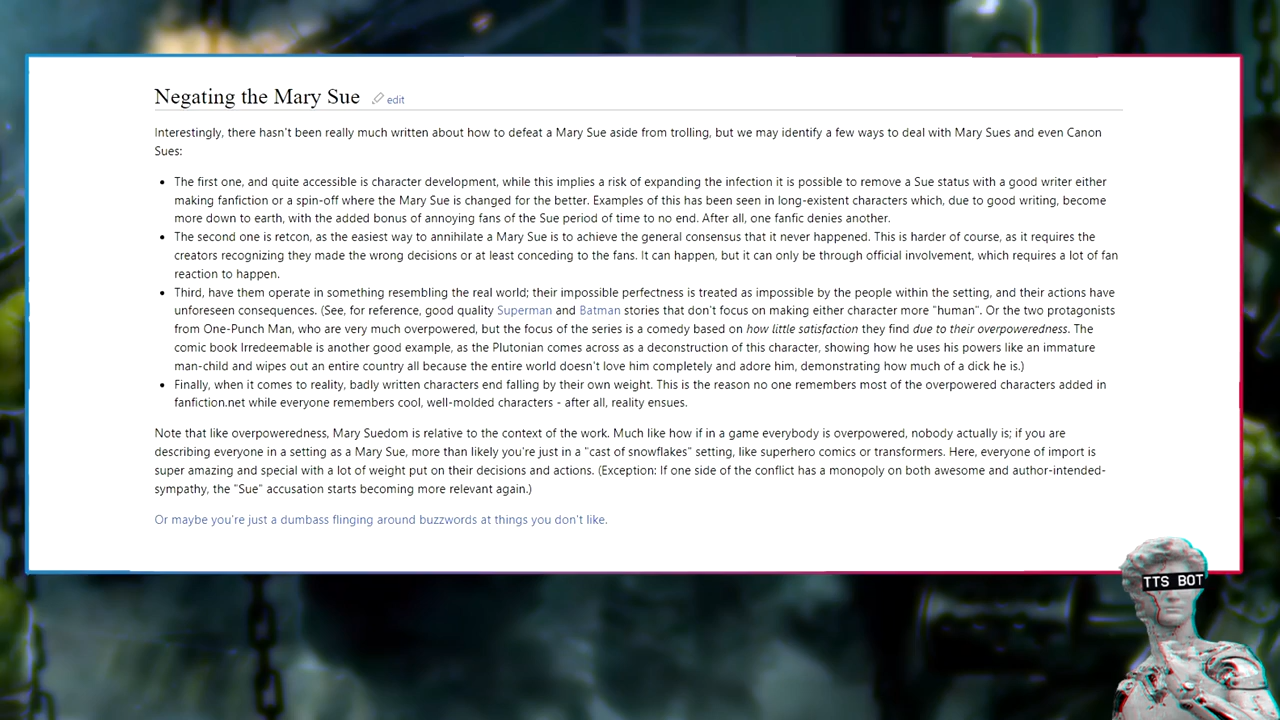 Negating the Mary Sue edit
Interestingly, there hasn't been really much written about how to defeat a Mary Sue aside from trolling, but we may identify a few ways to deal with Mary Sues and even Canon
Sues:
• The first one, and quite accessible is character development, while this implies a risk of expanding the infection it is possible to remove a Sue status with a good writer either
making fanfiction or a spin-off where the Mary Sue is changed for the better. Examples of this has been seen in long-existent characters which, due to good writing, become
more down to earth, with the added bonus of annoying fans of the Sue period of time to no end. After all, one fanfic denies another.
• The second one is retcon, as the easiest way to annihilate a Mary Sue is to achieve the general consensus that it never happened. This is harder of course, as it requires the
creators recognizing they made the wrong decisions or at least conceding to the fans. It can happen, but it can only be through official involvement, which requires a lot of fan
reaction to happen.
• Third, have them operate in something resembling the real world; their impossible perfectness is treated as impossible by the people within the setting, and their actions have
unforeseen consequences. (See, for reference, good quality Superman and Batman stories that don't focus on making either character more "human". Or the two protagonists
from One-Punch Man, who are very much overpowered, but the focus of the series is a comedy based on how little satisfaction they find due to their overpoweredness. The
comic book Irredeemable is another good example, as the Plutonian comes across as a deconstruction of this character, showing how he uses his powers like an immature
man-child and wipes out an entire country all because the entire world doesn't love him completely and adore him, demonstrating how much of a dick he is.)
• Finally, when it comes to reality, badly written characters end falling by their own weight. This is the reason no one remembers most of the overpowered characters added in
fanfiction.net while everyone remembers cool, well-molded characters - after all, reality ensues.
Note that like overpoweredness, Mary Suedom is relative to the context of the work. Much like how if in a game everybody is overpowered, nobody actually is; if you are
describing everyone in a setting as a Mary Sue, more than likely you're just in a "cast of snowflakes" setting, like superhero comics or transformers. Here, everyone of import is
super amazing and special with a lot of weight put on their decisions and actions. (Exception: If one side of the conflict has a monopoly on both awesome and author-intended-
sympathy, the "Sue" accusation starts becoming more relevant again.)
Or maybe you're just a dumbass flinging around buzzwords at things you don't like.
TTS BOT